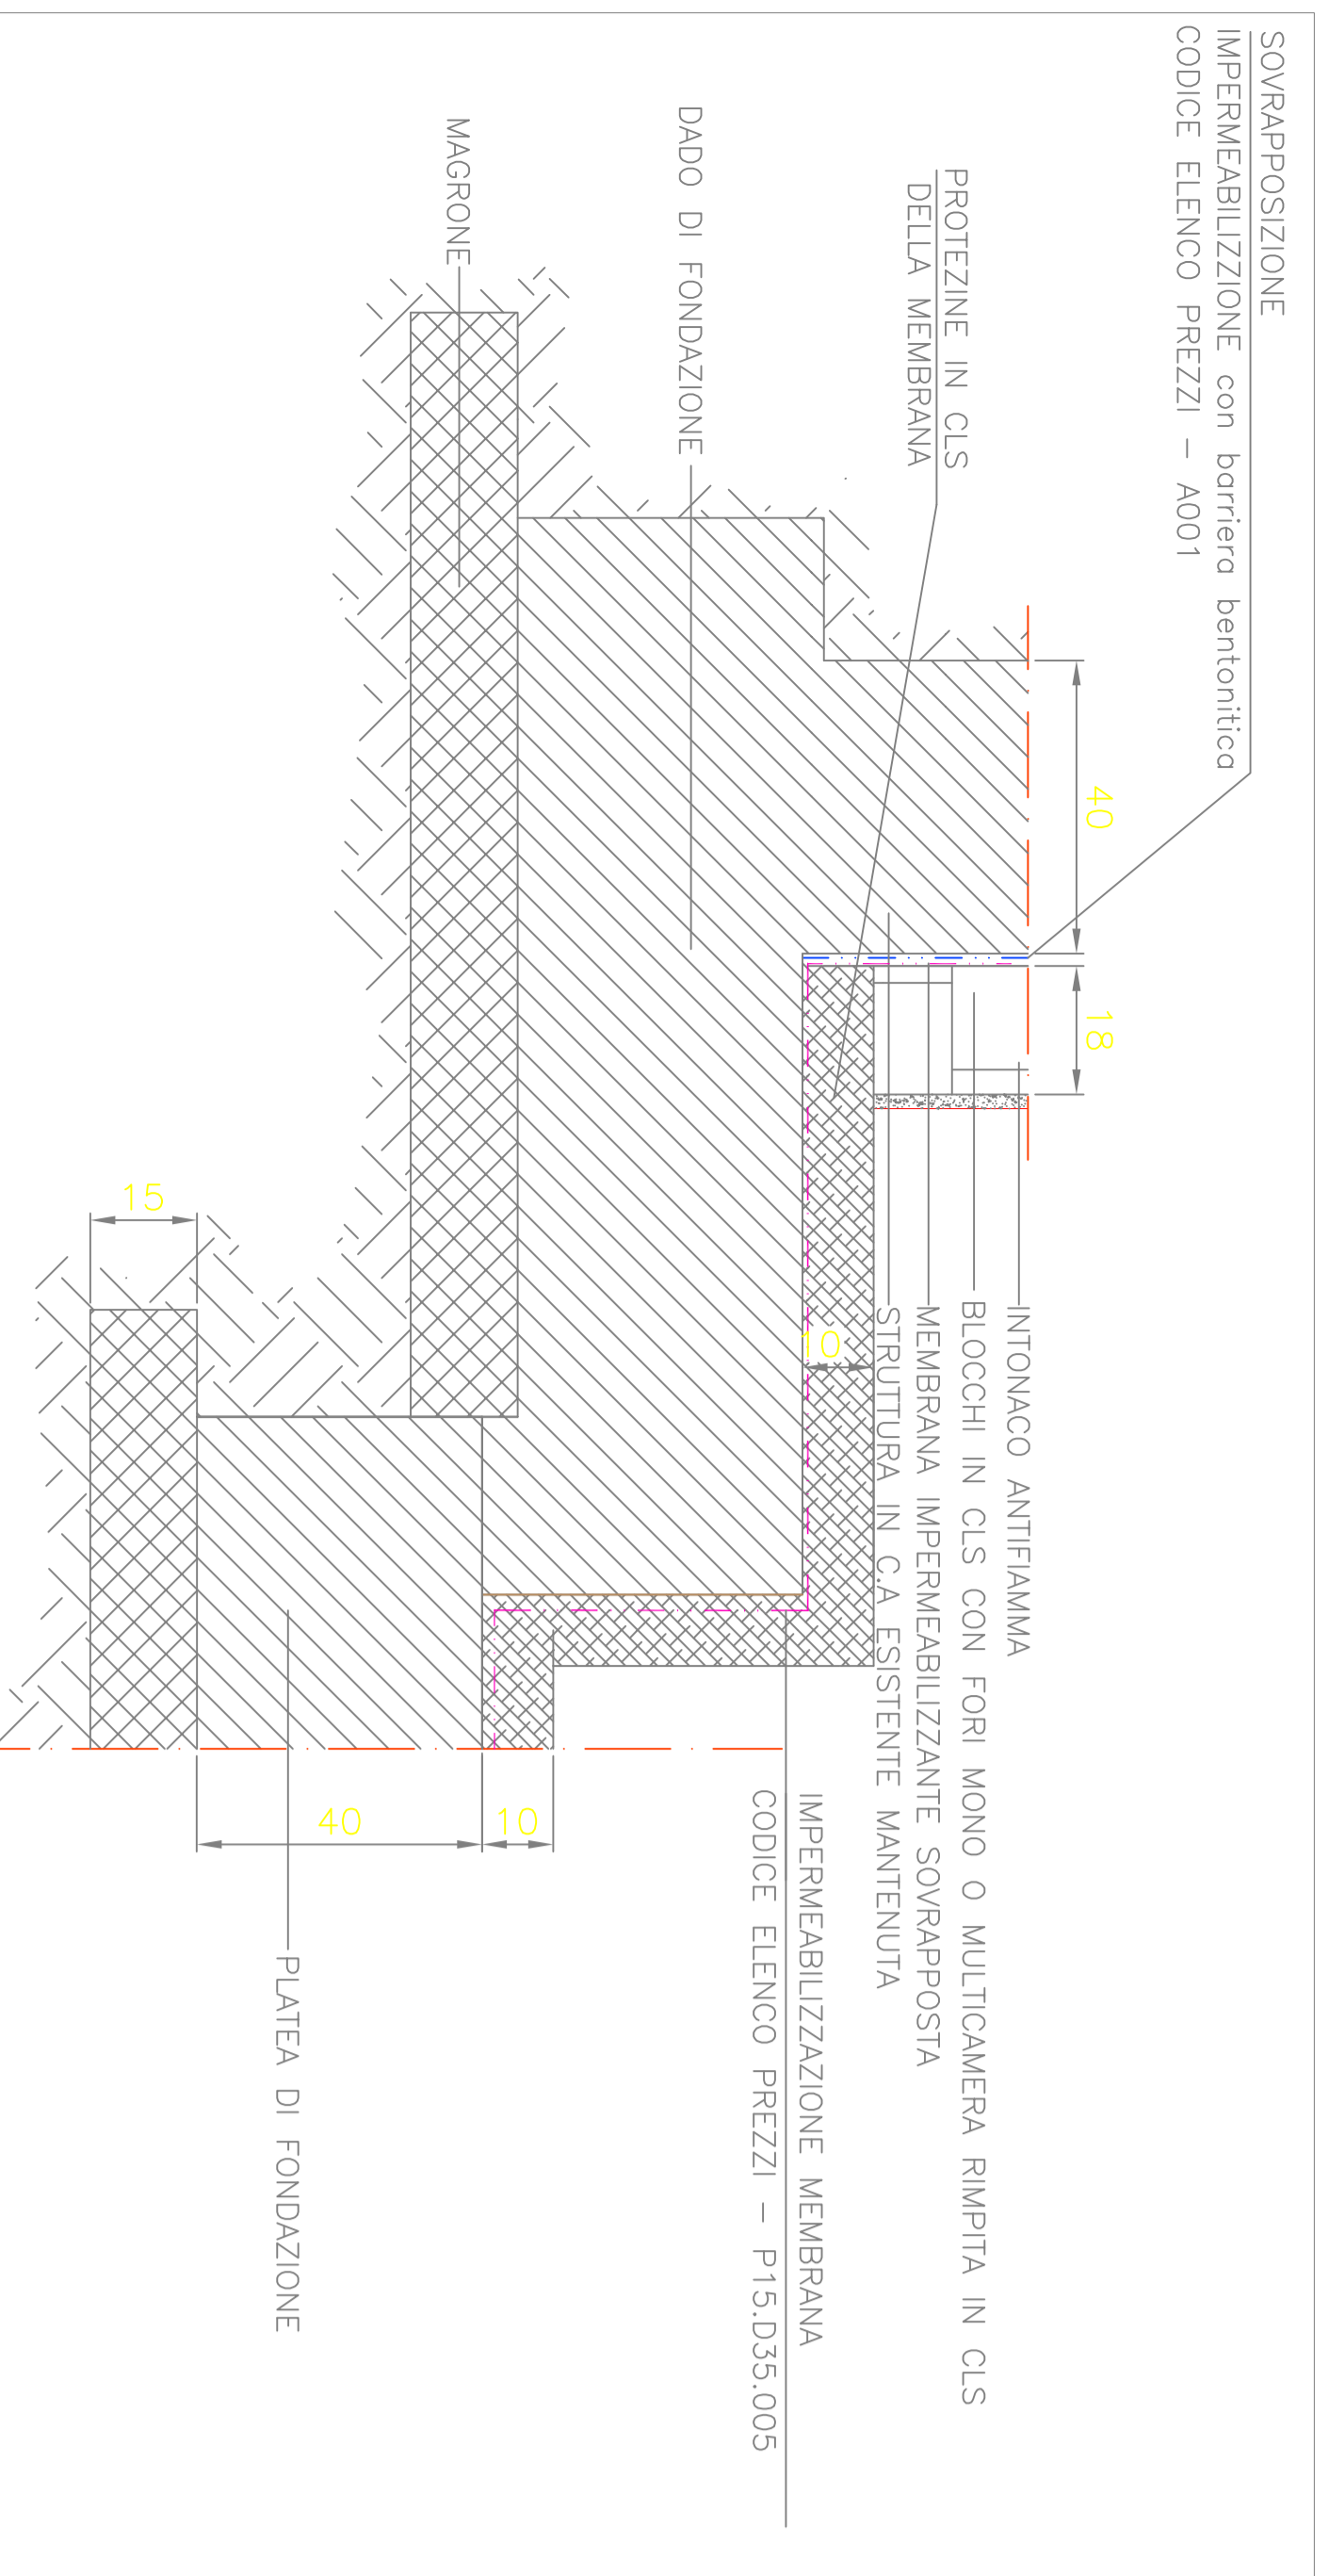 SOVRAPPOSIZIONE
IMPERMEABILIZZIONE con barriera bentonitica
CODICE ELENCO PREZZI - A001
40
18
PROTEZINE IN CLS
DELLA MEMBRANA
INTONACO ANTIFIAMMA
BLOCCHI IN CLS CON FORI MONO O MULTICAMERA RIMPITA IN CLS
MEMBRANA IMPERMEABILIZZANTE SOVRAPPOSTA
STRUTTURA IN C.A ESISTENTE MANTENUTA
10
DADO DI FONDAZIONE
IMPERMEABILIZZAZIONE MEMBRANA
CODICE ELENCO PREZZI - P15.D35.005
MAGRONE
10
40
15
PLATEA DI FONDAZIONE